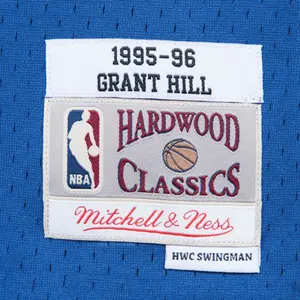 1995-96
GRANT HILL
HARDWOOD
NBA
CLASSICS
Mitchell & Ness
HWC SWINGMAN